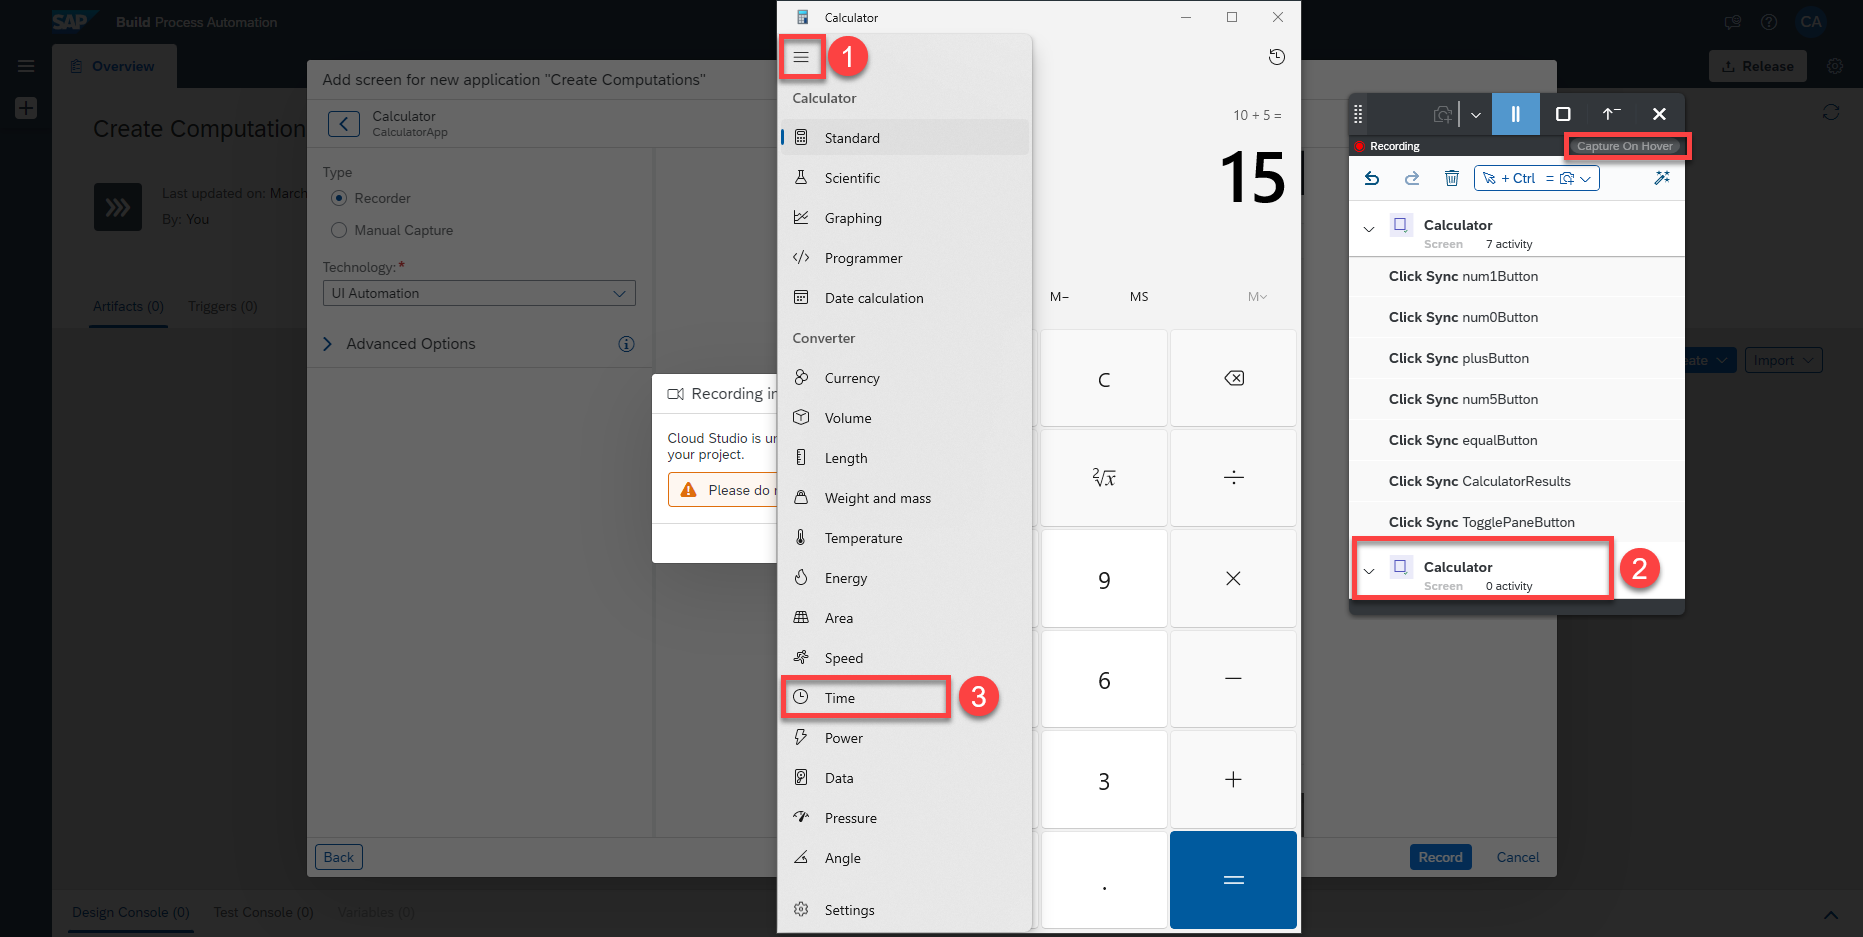 SAP Build Process Automation
CA
Overview
Release
Create Computation
Last updated on: March
By: You
Artifacts (0) Triggers (0)
Import
Add screen for new application "Create Computations"
Calculator
CalculatorApp
Type
Recorder
Manual Capture
Technology:*
UI Automation
Advanced Options
Back
Record
Cancel
Recording in
Cloud Studio is
your project.
Please do
Design Console (0) Test Console (0) Variables (0)
Calculator
1
Calculator
Standard
Scientific
Graphing
Programmer
Date calculation
Converter
Currency
Volume
Length
Weight and mass
Temperature
Energy
Area
Speed
Time
3
Power
Data
Pressure
Angle
Settings
10 + 5 =
15
M− MS M˅
C
²√x ÷
9 ×
6 −
3 +
. =
Recording
Capture On Hover
+ Ctrl =
Calculator
Screen 7 activity
Click Sync num1Button
Click Sync num0Button
Click Sync plusButton
Click Sync num5Button
Click Sync equalButton
Click Sync CalculatorResults
Click Sync TogglePaneButton
Calculator
Screen 0 activity
2